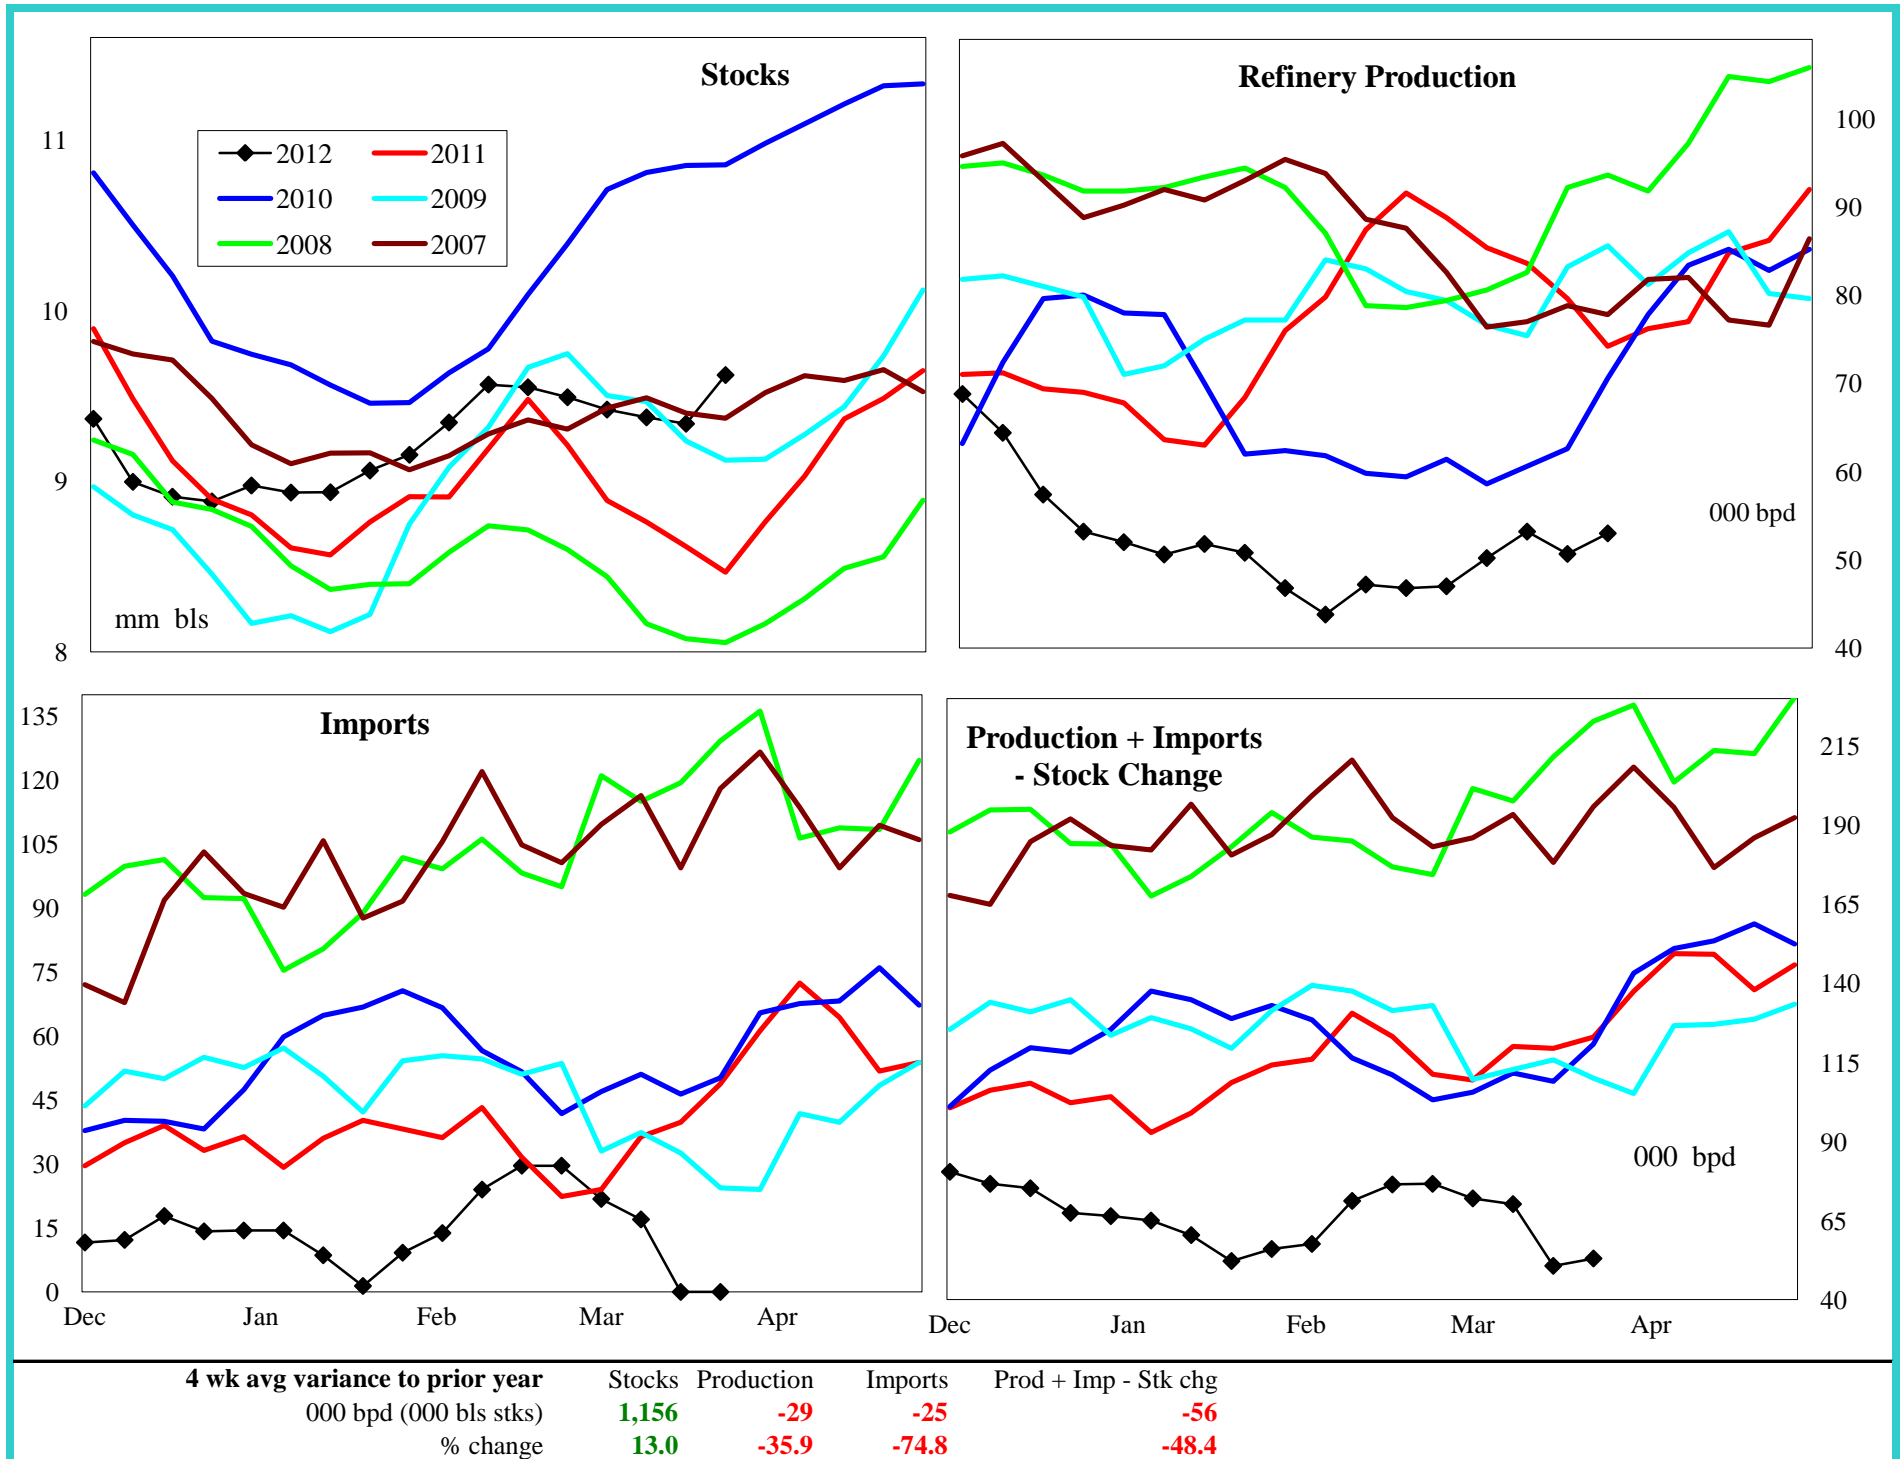 Stocks
11
10
9
8
2012
2011
2010
2009
2008
2007
mm bls
Refinery Production
100
90
80
70
60
50
40
000 bpd
Imports
135
120
105
90
75
60
45
30
15
0
Dec Jan Feb Mar Apr
Production + Imports
- Stock Change
215
190
165
140
115
90
65
40
000 bpd
Dec Jan Feb Mar Apr
4 wk avg variance to prior year Stocks Production Imports Prod + Imp - Stk chg
000 bpd (000 bls stks) 1,156 -29 -25 -56
% change 13.0 -35.9 -74.8 -48.4